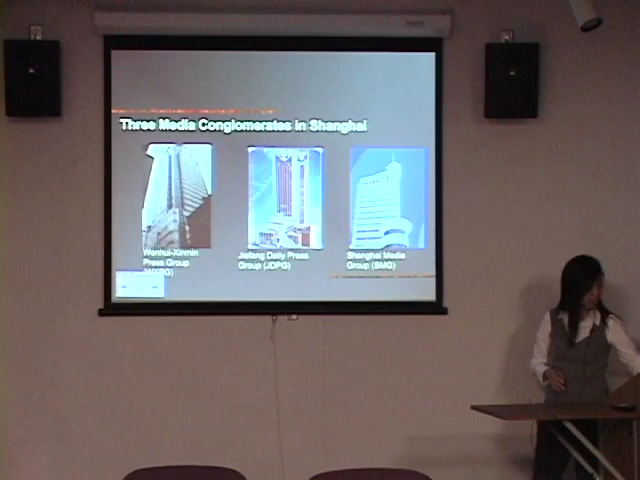 Three Media Conglomerates in Shanghai
Wenhui-Xinmin
Press Group
Jiefang Daily Press
Group (JDPG)
Shanghai Media
Group (SMG)